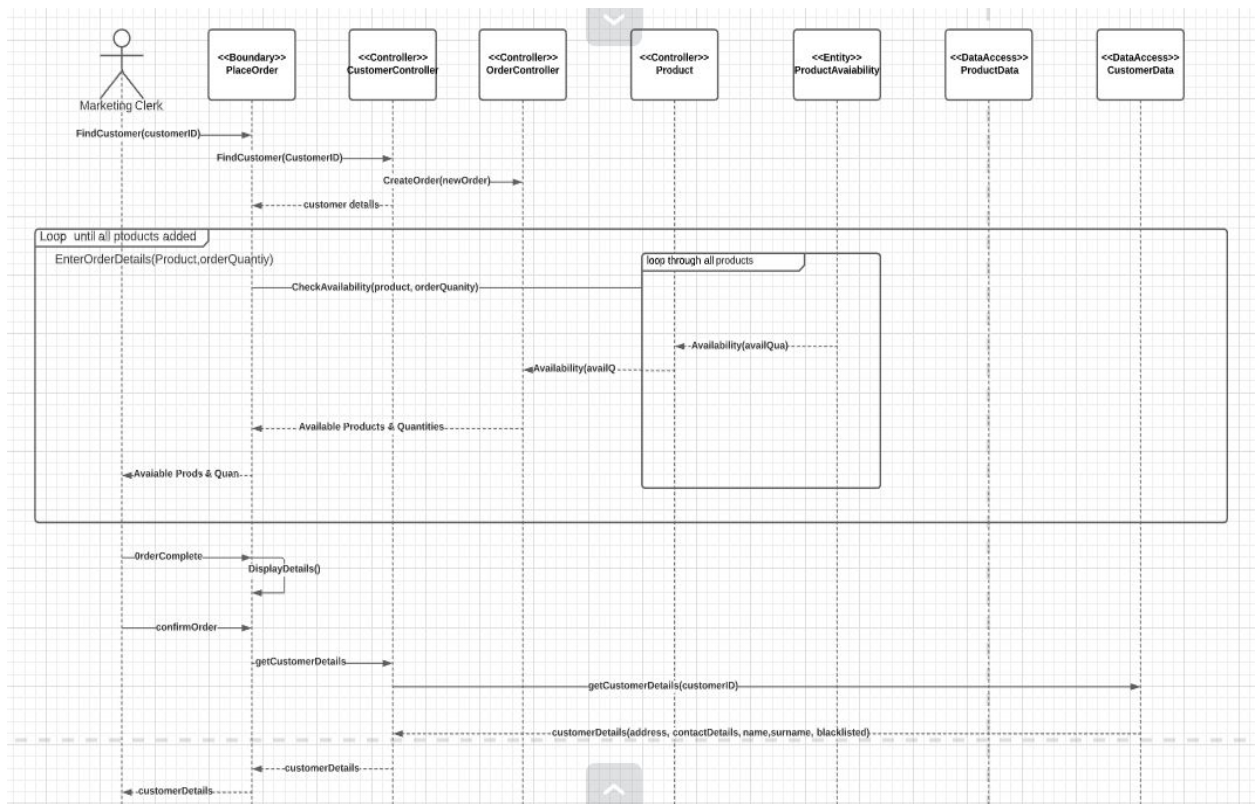 <<Boundary>>
PlaceOrder
<<Controller>>
CustomerController
<<Controller>>
OrderController
<<Controller>>
Product
<<Entity>>
ProductAvaiability
<<DataAccess>>
ProductData
<<DataAccess>>
CustomerData
Marketing Clerk
FindCustomer(customerID)
FindCustomer(CustomerID)
CreateOrder(newOrder)
customer details
Loop until all products added
EnterOrderDetails(Product,orderQuantiy)
loop through all products
CheckAvailability(product, orderQuanity)
Availability(availQua)
Availability(availQ
Available Products & Quantities
Avaiable Prods & Quan
0rderComplete
DisplayDetails()
confirmOrder
getCustomerDetails
getCustomerDetails(customerID)
customerDetails(address, contactDetails, name,surname, blacklisted)
customerDetails
customerDetails